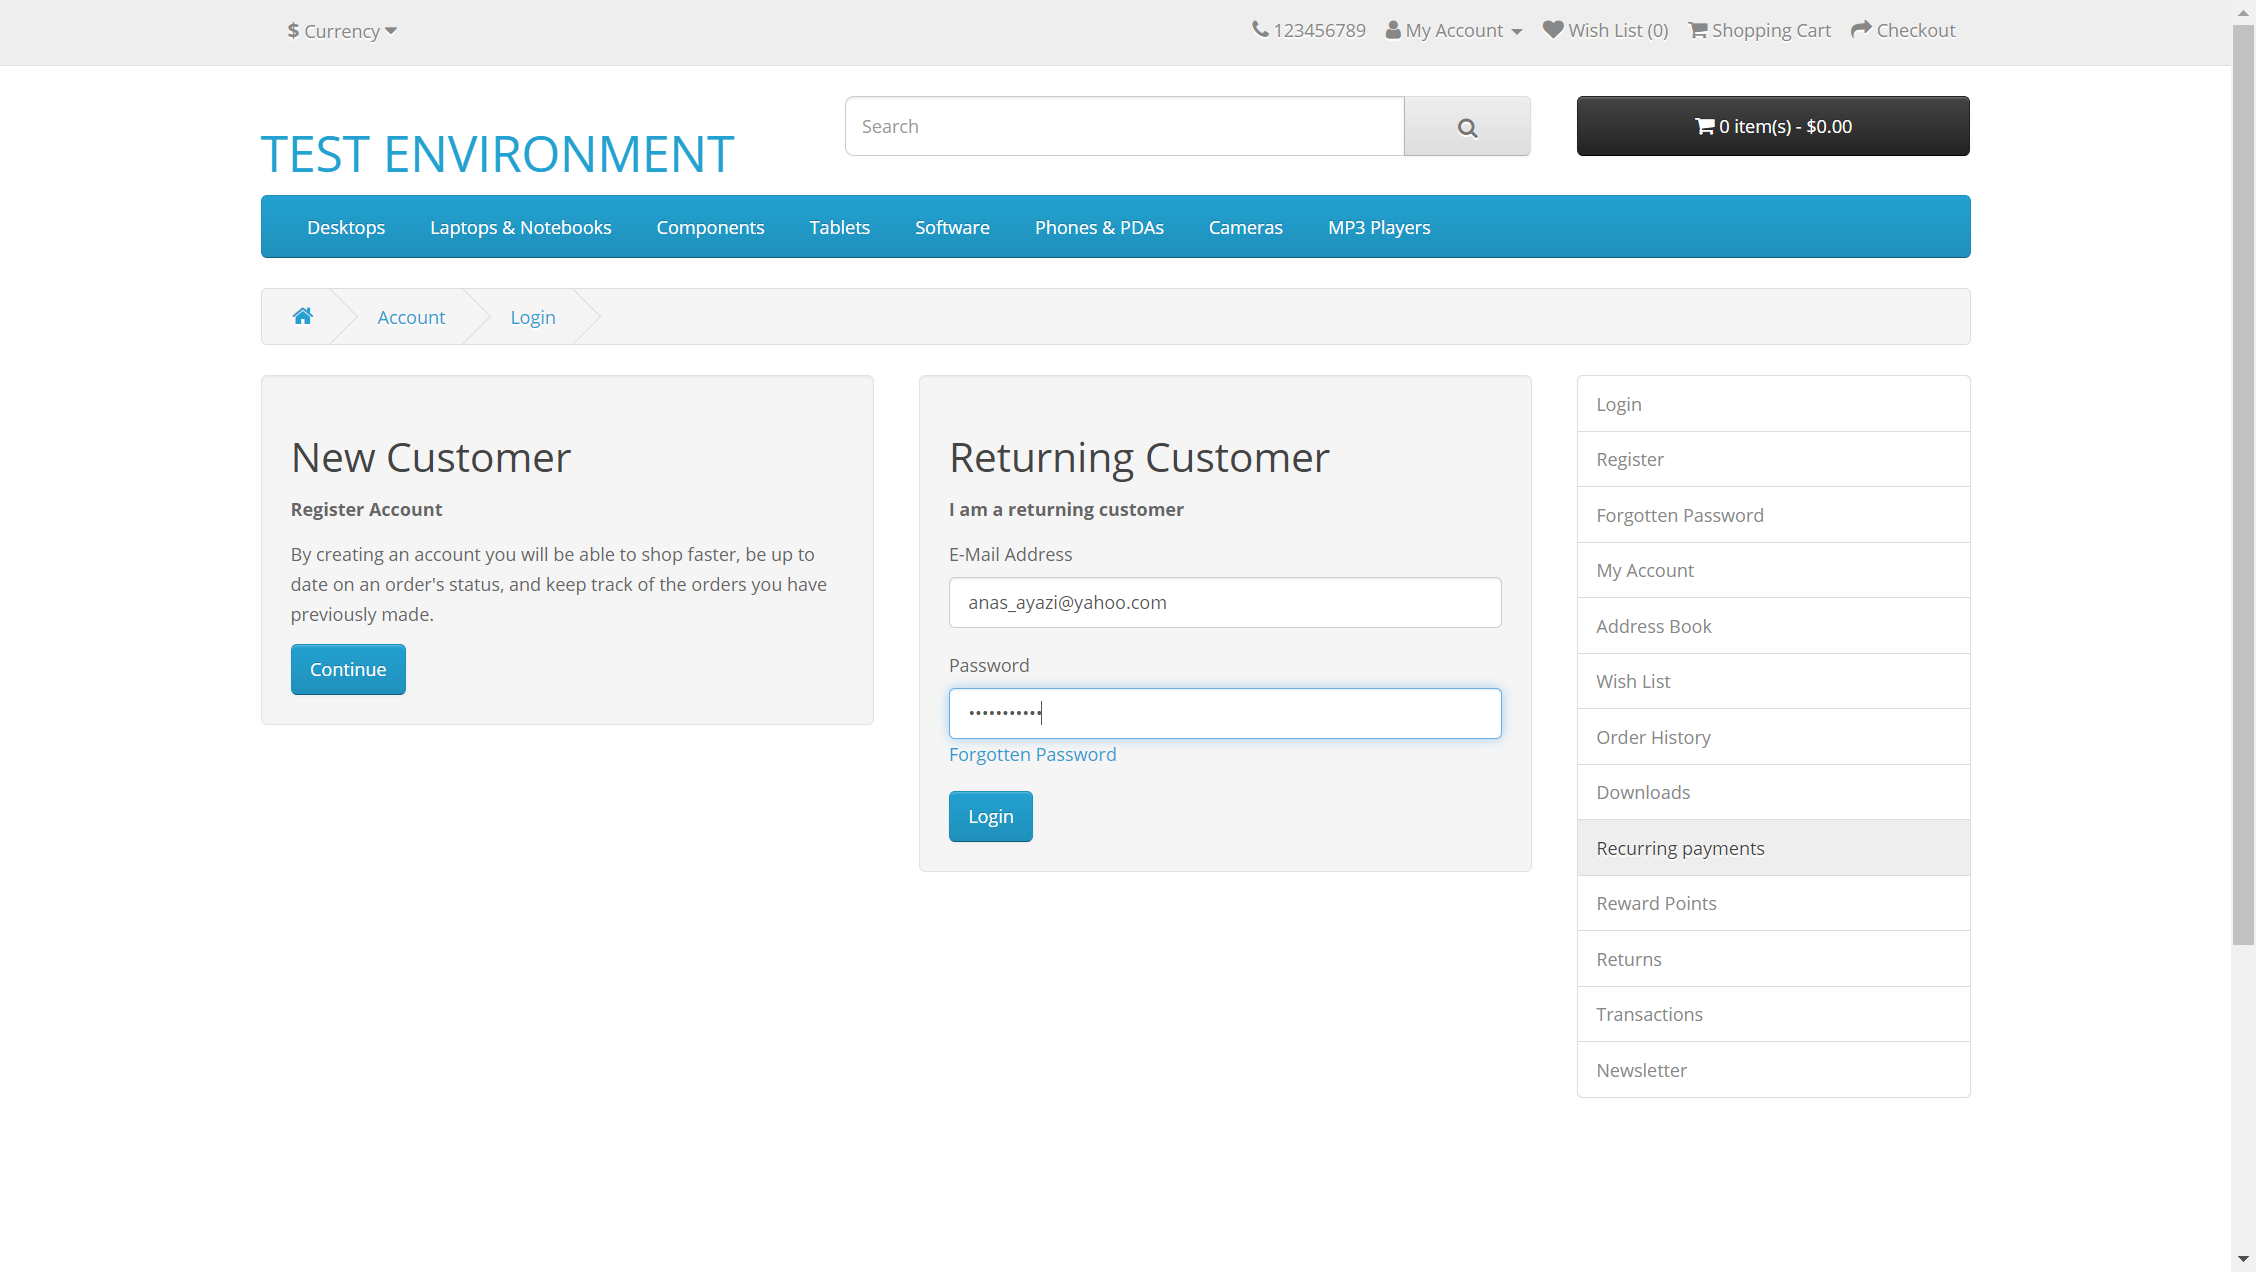 $ Currency
123456789 My Account Wish List (0) Shopping Cart Checkout
TEST ENVIRONMENT
Search
0 item(s) - $0.00
Desktops Laptops & Notebooks Components Tablets Software Phones & PDAs Cameras MP3 Players
Account Login
New Customer
Register Account
By creating an account you will be able to shop faster, be up to
date on an order's status, and keep track of the orders you have
previously made.
Continue
Returning Customer
I am a returning customer
E-Mail Address
anas_ayazi@yahoo.com
Password
•••••••••••
Forgotten Password
Login
Login
Register
Forgotten Password
My Account
Address Book
Wish List
Order History
Downloads
Recurring payments
Reward Points
Returns
Transactions
Newsletter